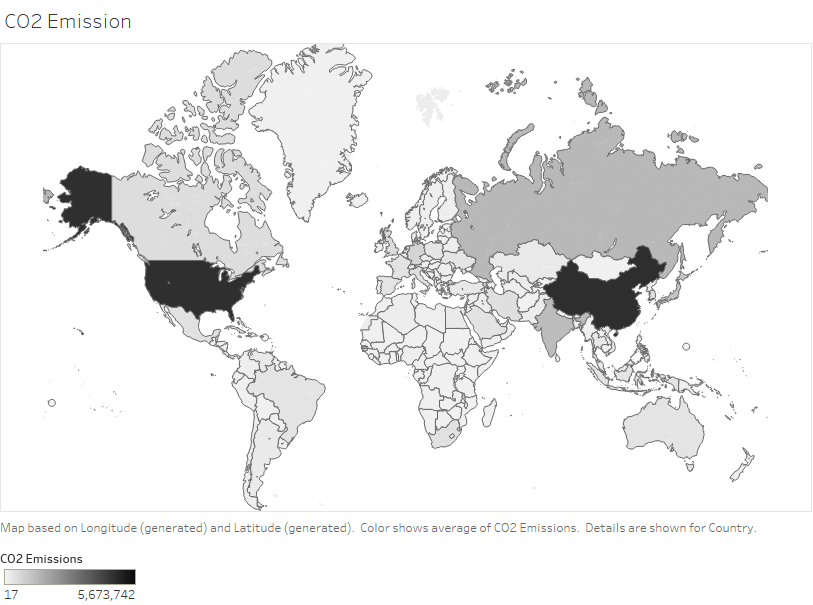 CO2 Emission
Map based on Longitude (generated) and Latitude (generated). Color shows average of CO2 Emissions. Details are shown for Country.
CO2 Emissions
17 5,673,742